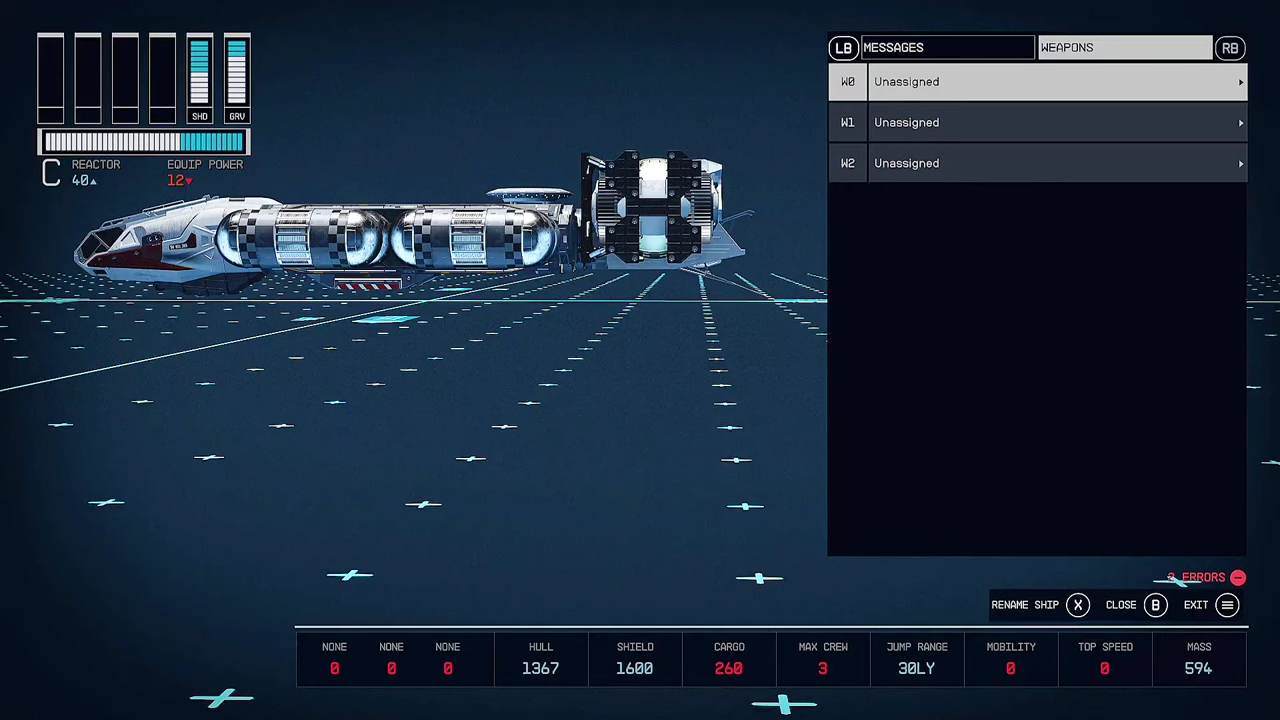 LB MESSAGES WEAPONS RB
W0 Unassigned
W1 Unassigned
W2 Unassigned
SHD GRV
C REACTOR EQUIP POWER
40 12
ERRORS
RENAME SHIP X CLOSE B EXIT
NONE NONE NONE HULL SHIELD CARGO MAX CREW JUMP RANGE MOBILITY TOP SPEED MASS
0 0 0 1367 1600 260 3 30LY 0 0 594